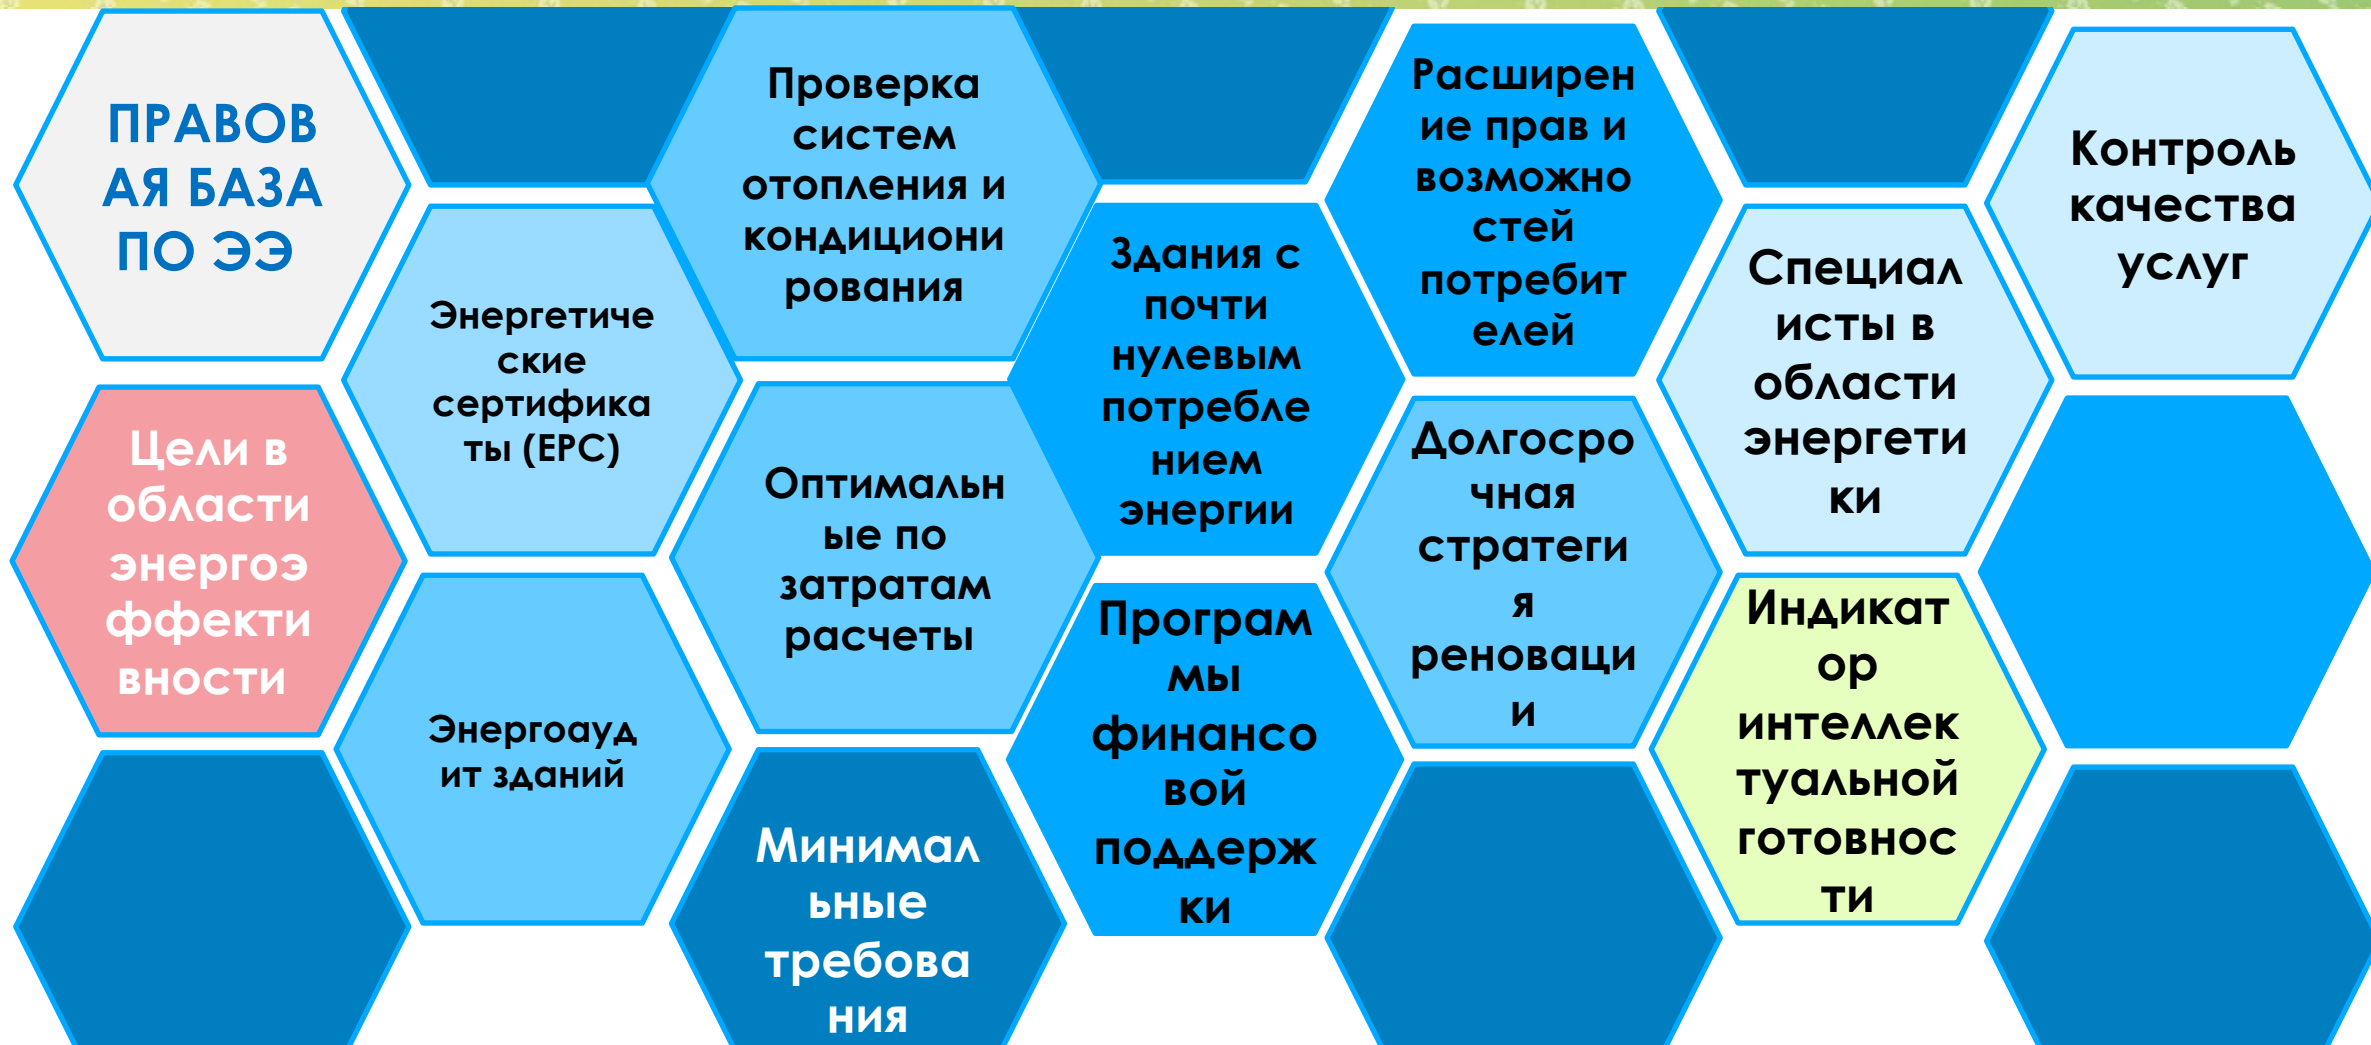 ПРАВОВ
АЯ БАЗА
ПО ЭЭ
Цели в
области
энергоэ
ффекти
вности
Энергетиче
ские
сертифика
ты (EPC)
Энергоауд
ит зданий
Проверка
систем
отопления и
кондициони
рования
Оптимальн
ые по
затратам
расчеты
Минимал
ьные
требова
ния
Здания с
почти
нулевым
потребле
нием
энергии
Програм
мы
финансо
вой
поддерж
ки
Расширен
ие прав и
возможно
стей
потребит
елей
Долгосро
чная
стратеги
я
реноваци
и
Специал
исты в
области
энергети
ки
Индикат
ор
интеллек
туальной
готовнос
ти
Контроль
качества
услуг